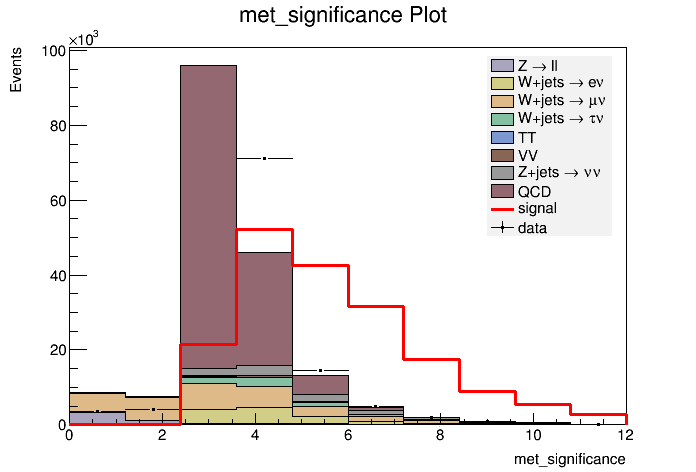 met_significance Plot
×10³
Events
100
80
60
40
20
0
0 2 4 6 8 10 12
met_significance
Z → ll
W+jets → eν
W+jets → μν
W+jets → τν
TT
VV
Z+jets → νν
QCD
signal
data